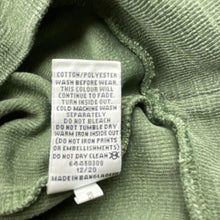 COTTON/POLYESTER
WASH BEFORE WEAR.
THIS COLOUR WILL
CONTINUE TO FADE.
TURN INSIDE OUT.
COLD MACHINE WASH
SEPARATELY
DO NOT BLEACH
DO NOT TUMBLE DRY
WARM IRON INSIDE OUT
(DO NOT IRON PRINTS
OR EMBELLISHMENTS)
DO NOT DRY CLEAN
12/20
MADE IN BANGLADESH